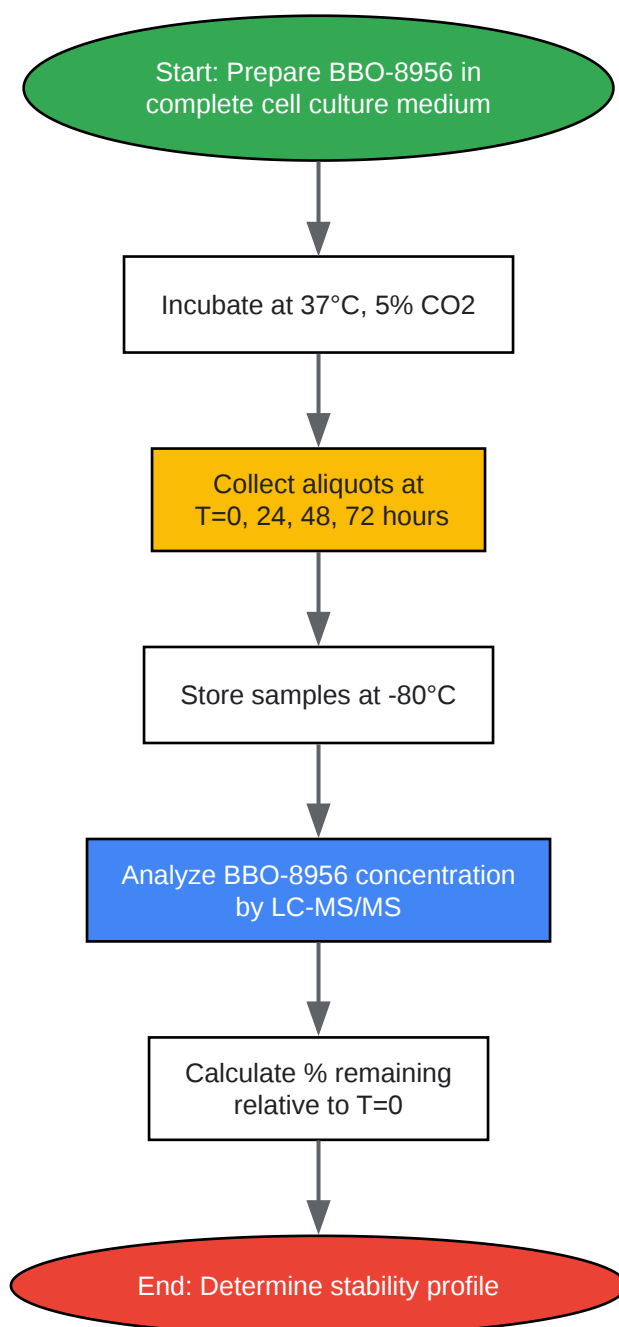 Start: Prepare BBO-8956 in
complete cell culture medium
Incubate at 37°C, 5% CO2
Collect aliquots at
T=0, 24, 48, 72 hours
Store samples at -80°C
Analyze BBO-8956 concentration
by LC-MS/MS
Calculate % remaining
relative to T=0
End: Determine stability profile